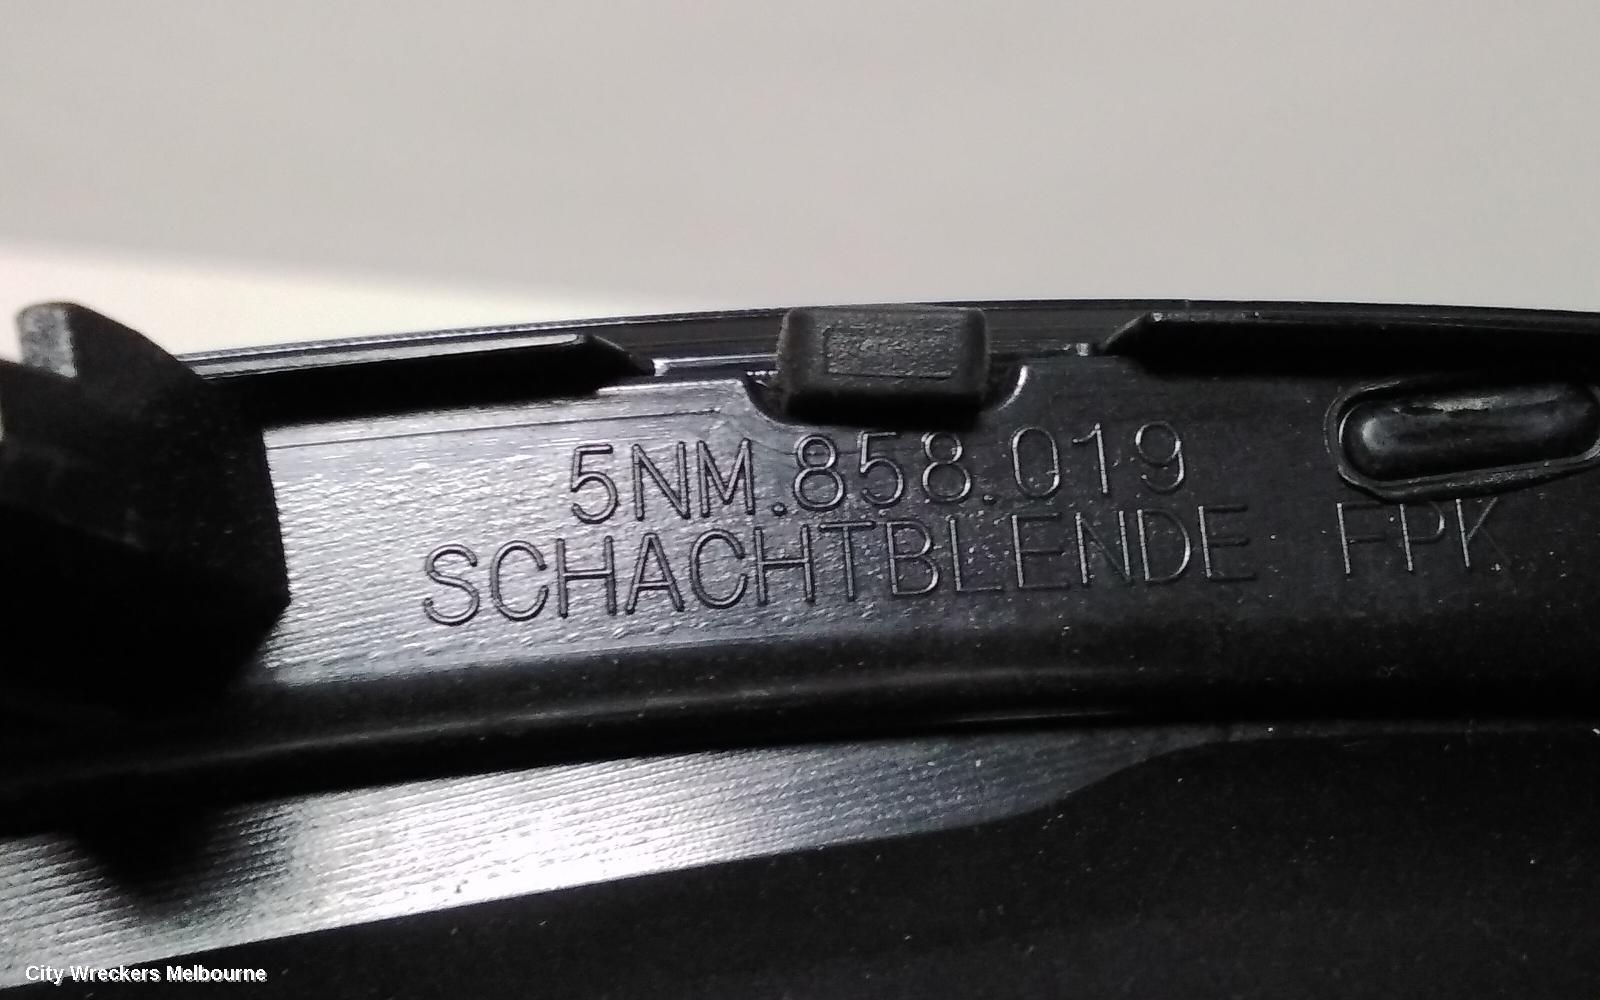 5NM.858.019
SCHACHTBLENDE FPK
City Wreckers Melbourne